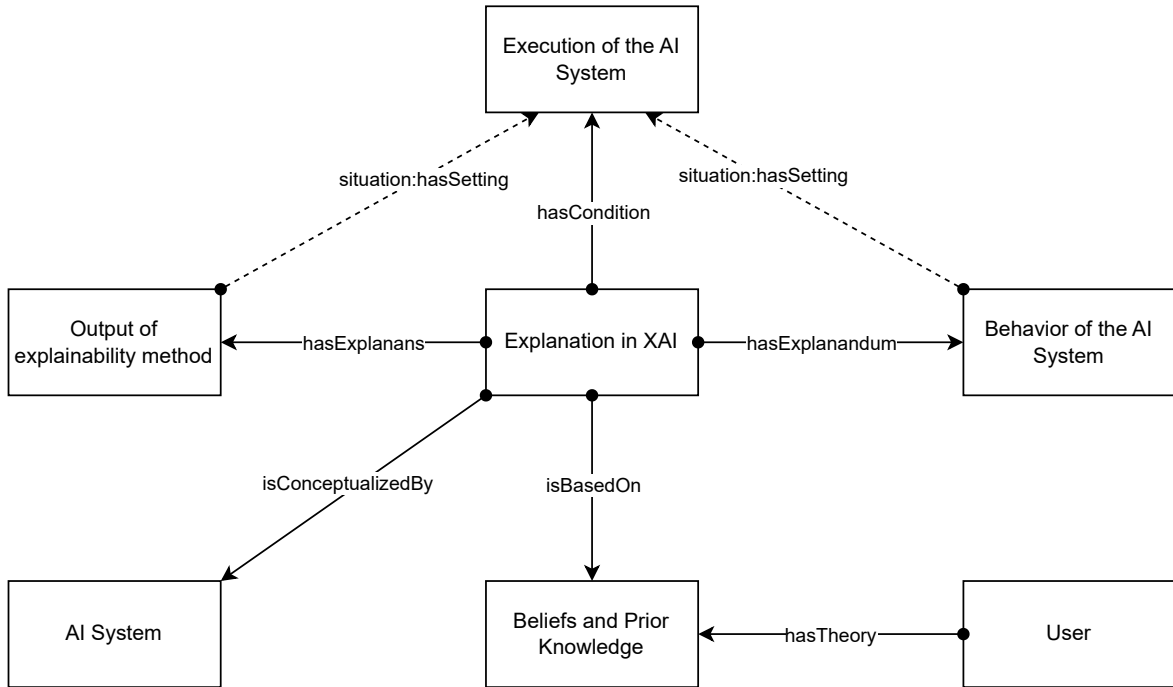 Execution of the AI
System
situation:hasSetting
situation:hasSetting
hasCondition
Output of
explainability method
hasExplanans
Explanation in XAI
hasExplanandum
Behavior of the AI
System
isConceptualizedBy
isBasedOn
AI System
Beliefs and Prior
Knowledge
hasTheory
User